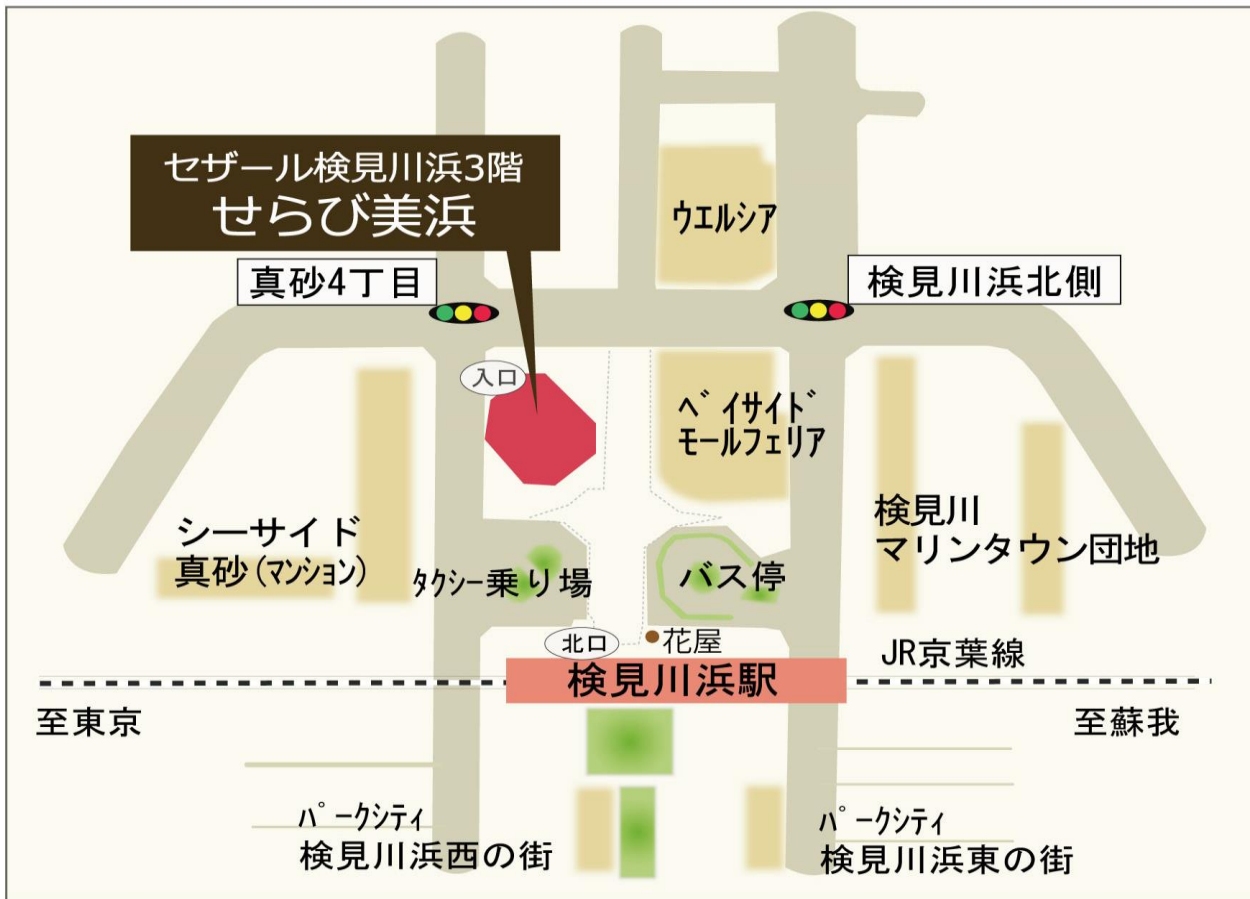 セザール検見川浜3階
せらび美浜
ウエルシア
真砂4丁目
検見川浜北側
入口
ベイサイド
モールフェリア
シーサイド
真砂(マンション)
検見川
マリンタウン団地
タクシー乗り場
バス停
北口
花屋
JR京葉線
検見川浜駅
至東京
至蘇我
パークシティ
検見川浜西の街
パークシティ
検見川浜東の街